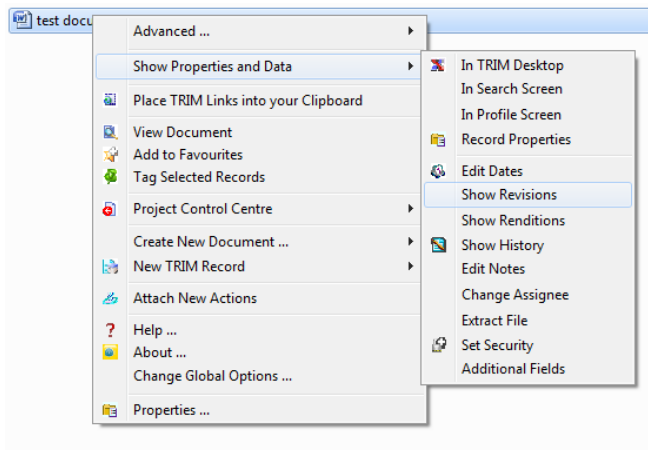 test docu
Advanced ...
Show Properties and Data
Place TRIM Links into your Clipboard
View Document
Add to Favourites
Tag Selected Records
Project Control Centre
Create New Document ...
New TRIM Record
Attach New Actions
Help ...
About ...
Change Global Options ...
Properties ...
In TRIM Desktop
In Search Screen
In Profile Screen
Record Properties
Edit Dates
Show Revisions
Show Renditions
Show History
Edit Notes
Change Assignee
Extract File
Set Security
Additional Fields